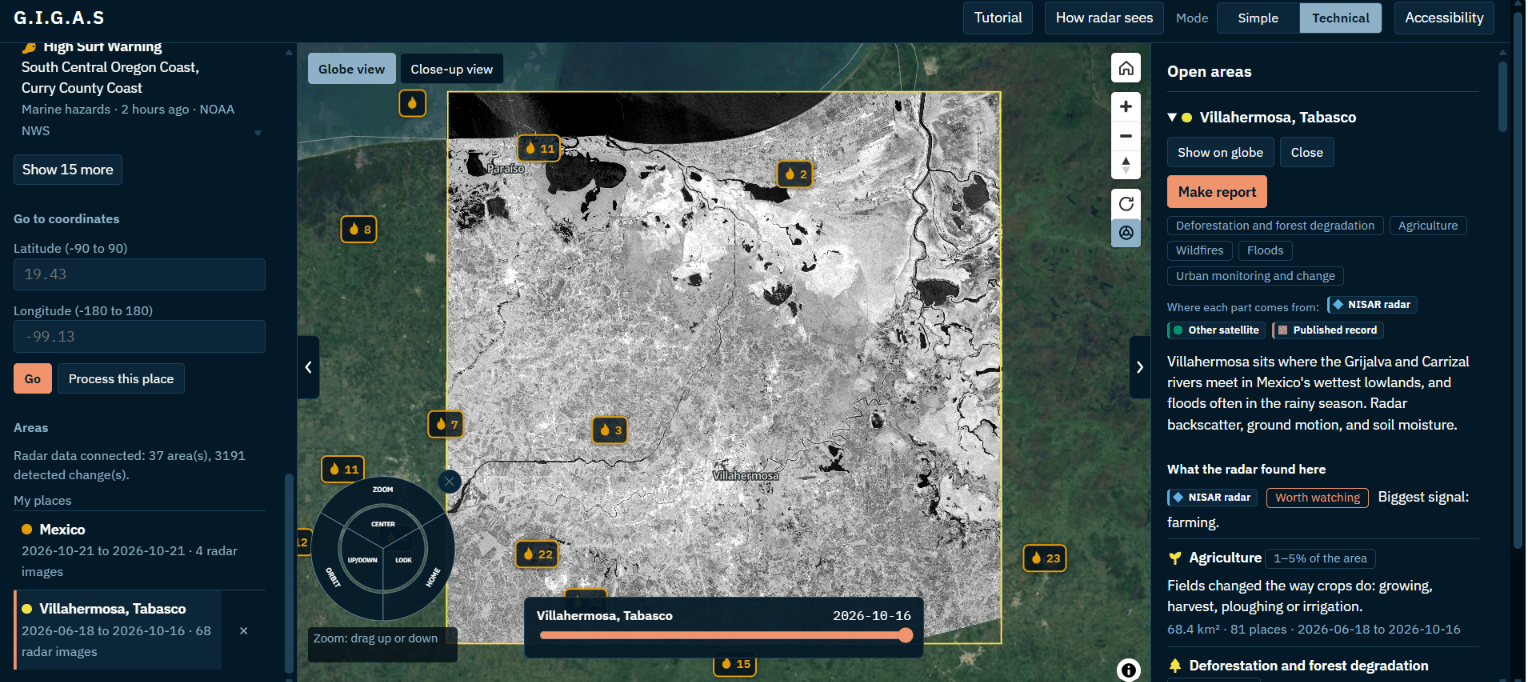 G.I.G.A.S
Tutorial
How radar sees
Mode
Simple
Technical
Accessibility
High Surf Warning
South Central Oregon Coast,
Curry County Coast
Marine hazards · 2 hours ago · NOAA
NWS
Show 15 more
Go to coordinates
Latitude (-90 to 90)
19.43
Longitude (-180 to 180)
-99.13
Go
Process this place
Areas
Radar data connected: 37 area(s), 3191
detected change(s).
My places
Mexico
2026-10-21 to 2026-10-21 · 4 radar
images
Villahermosa, Tabasco
2026-06-18 to 2026-10-16 · 68
radar images
×
Globe view
Close-up view
11
Paraíso
2
8
7
3
11
Villahermosa
12
22
23
15
ZOOM
CENTER
UP/DOWN
LOOK
ORBIT
HOME
Zoom: drag up or down
Villahermosa, Tabasco
2026-10-16
Open areas
Villahermosa, Tabasco
Show on globe
Close
Make report
Deforestation and forest degradation
Agriculture
Wildfires
Floods
Urban monitoring and change
Where each part comes from:
NISAR radar
Other satellite
Published record
Villahermosa sits where the Grijalva and Carrizal
rivers meet in Mexico's wettest lowlands, and
floods often in the rainy season. Radar
backscatter, ground motion, and soil moisture.
What the radar found here
NISAR radar
Worth watching
Biggest signal:
farming.
Agriculture
1–5% of the area
Fields changed the way crops do: growing,
harvest, ploughing or irrigation.
68.4 km² · 81 places · 2026-06-18 to 2026-10-16
Deforestation and forest degradation